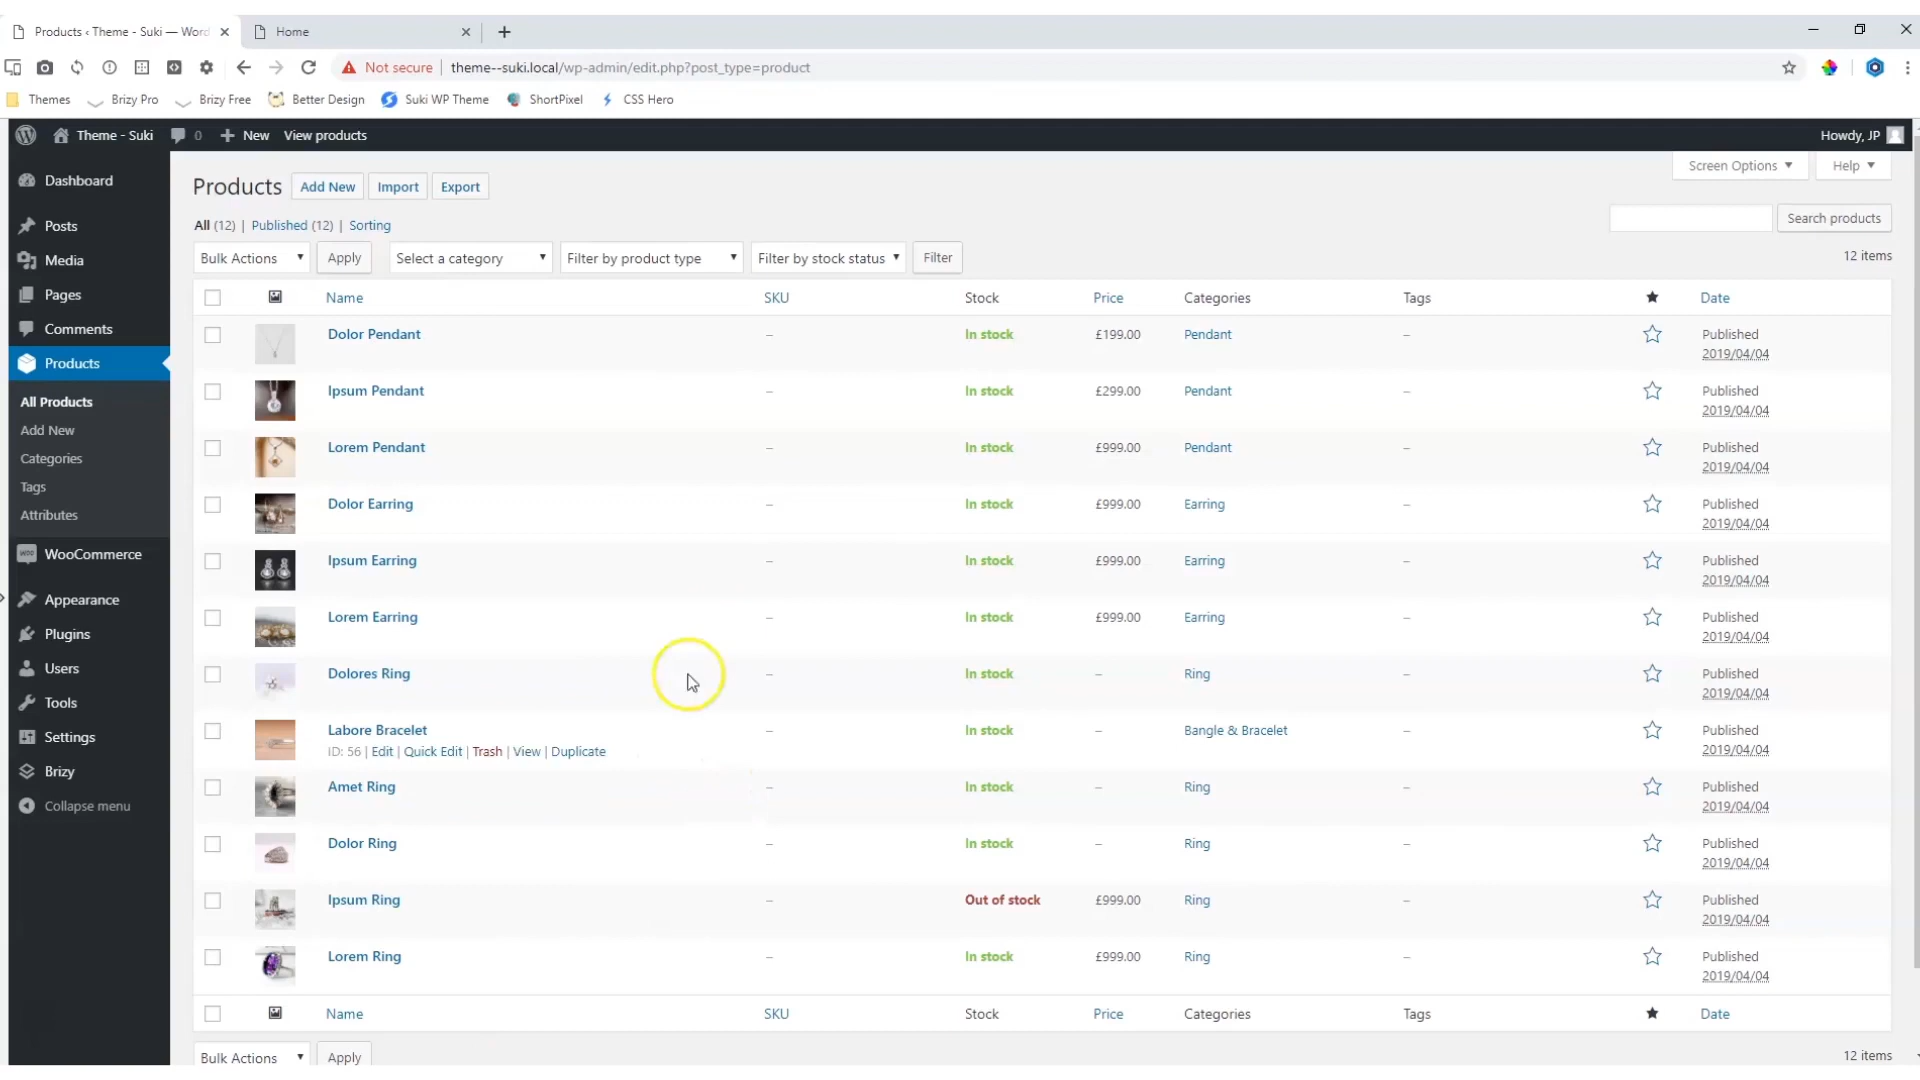 Products ‹ Theme - Suki — Word
Home
Not secure
theme--suki.local/wp-admin/edit.php?post_type=product
Themes
Brizy Pro
Brizy Free
Better Design
Suki WP Theme
ShortPixel
CSS Hero
Theme - Suki
0
New
View products
Howdy, JP
Dashboard
Posts
Media
Pages
Comments
Products
All Products
Add New
Categories
Tags
Attributes
WooCommerce
Appearance
Plugins
Users
Tools
Settings
Brizy
Collapse menu
Screen Options
Help
Products
Add New
Import
Export
All (12) | Published (12) | Sorting
Search products
Bulk Actions
Apply
Select a category
Filter by product type
Filter by stock status
Filter
12 items
Name SKU Stock Price Categories Tags Date
Dolor Pendant – In stock £199.00 Pendant – Published
2019/04/04
Ipsum Pendant – In stock £299.00 Pendant – Published
2019/04/04
Lorem Pendant – In stock £999.00 Pendant – Published
2019/04/04
Dolor Earring – In stock £999.00 Earring – Published
2019/04/04
Ipsum Earring – In stock £999.00 Earring – Published
2019/04/04
Lorem Earring – In stock £999.00 Earring – Published
2019/04/04
Dolores Ring – In stock – Ring – Published
2019/04/04
Labore Bracelet – In stock – Bangle & Bracelet – Published
ID: 56 | Edit | Quick Edit | Trash | View | Duplicate 2019/04/04
Amet Ring – In stock – Ring – Published
2019/04/04
Dolor Ring – In stock – Ring – Published
2019/04/04
Ipsum Ring – Out of stock £999.00 Ring – Published
2019/04/04
Lorem Ring – In stock £999.00 Ring – Published
2019/04/04
Name SKU Stock Price Categories Tags Date
Bulk Actions
Apply
12 items